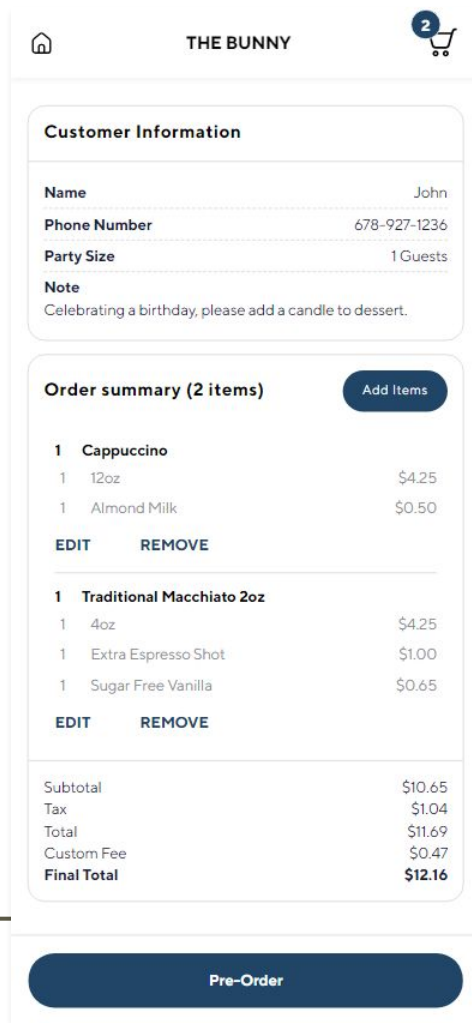 THE BUNNY
2
Customer Information
Name John
Phone Number 678-927-1236
Party Size 1 Guests
Note
Celebrating a birthday, please add a candle to dessert.
Order summary (2 items) Add Items
1 Cappuccino
1 12oz $4.25
1 Almond Milk $0.50
EDIT REMOVE
1 Traditional Macchiato 2oz
1 4oz $4.25
1 Extra Espresso Shot $1.00
1 Sugar Free Vanilla $0.65
EDIT REMOVE
Subtotal $10.65
Tax $1.04
Total $11.69
Custom Fee $0.47
Final Total $12.16
Pre-Order